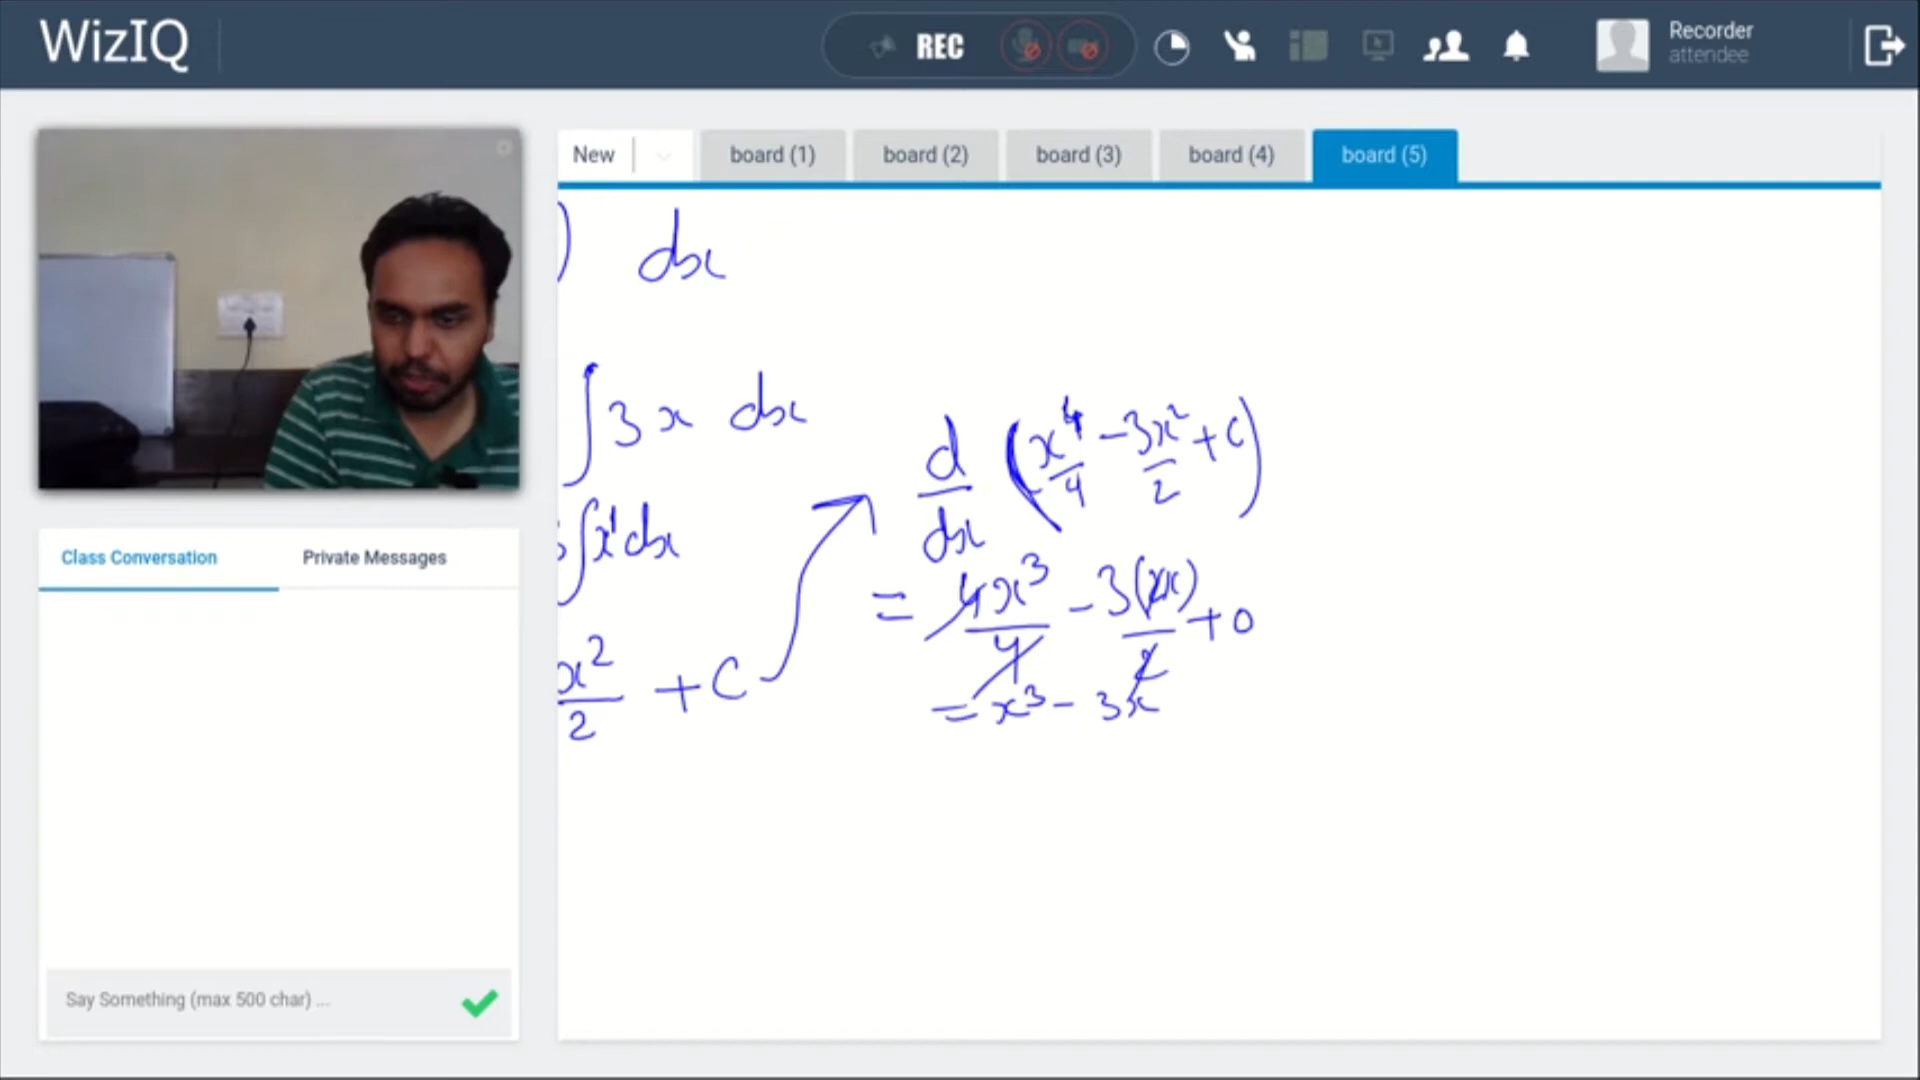 WizIQ
REC
Recorder
attendee
New
board (1)
board (2)
board (3)
board (4)
board (5)
) dx
∫ 3x dx
∫x¹dx
x²/2 + C
d/dx (x⁴/4 - 3x²/2 + C)
= 4x³/4 - 3(2x)/2 + 0
= x³ - 3x
Class Conversation
Private Messages
Say Something (max 500 char) ...